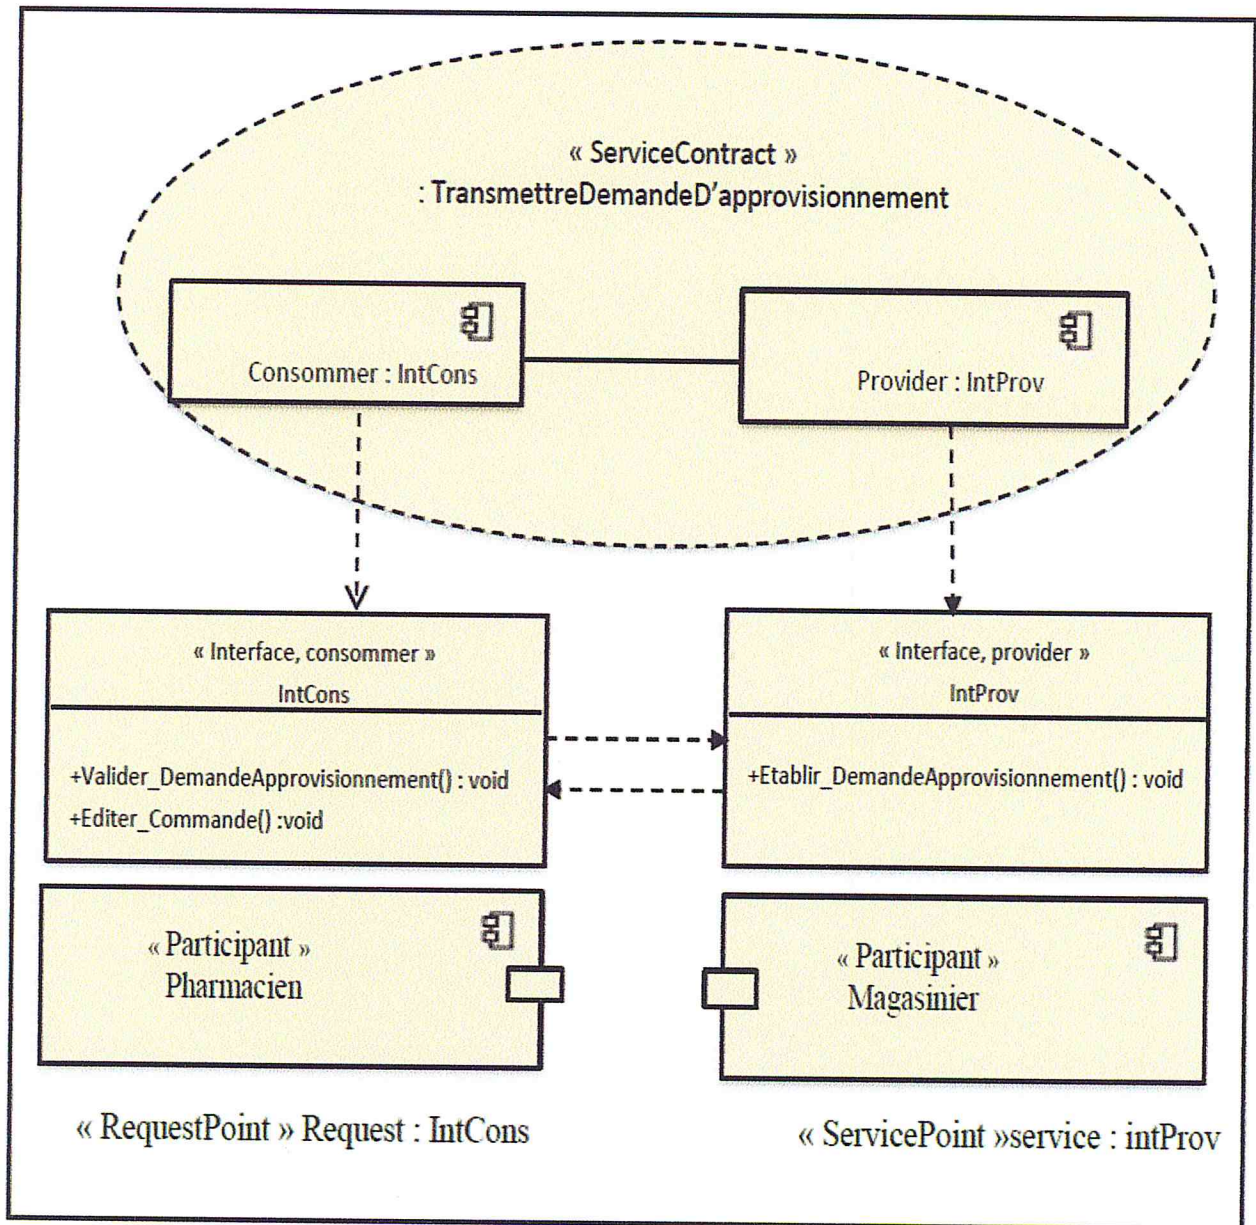 « ServiceContract »
: TransmettreDemandeD'approvisionnement
Consommer : IntCons
Provider : IntProv
« Interface, consommer »
IntCons
+Valider_DemandeApprovisionnement() : void
+Editer_Commande() :void
« Interface, provider »
IntProv
+Etablir_DemandeApprovisionnement() : void
« Participant »
Pharmacien
« Participant »
Magasinier
« RequestPoint » Request : IntCons
« ServicePoint »service : intProv